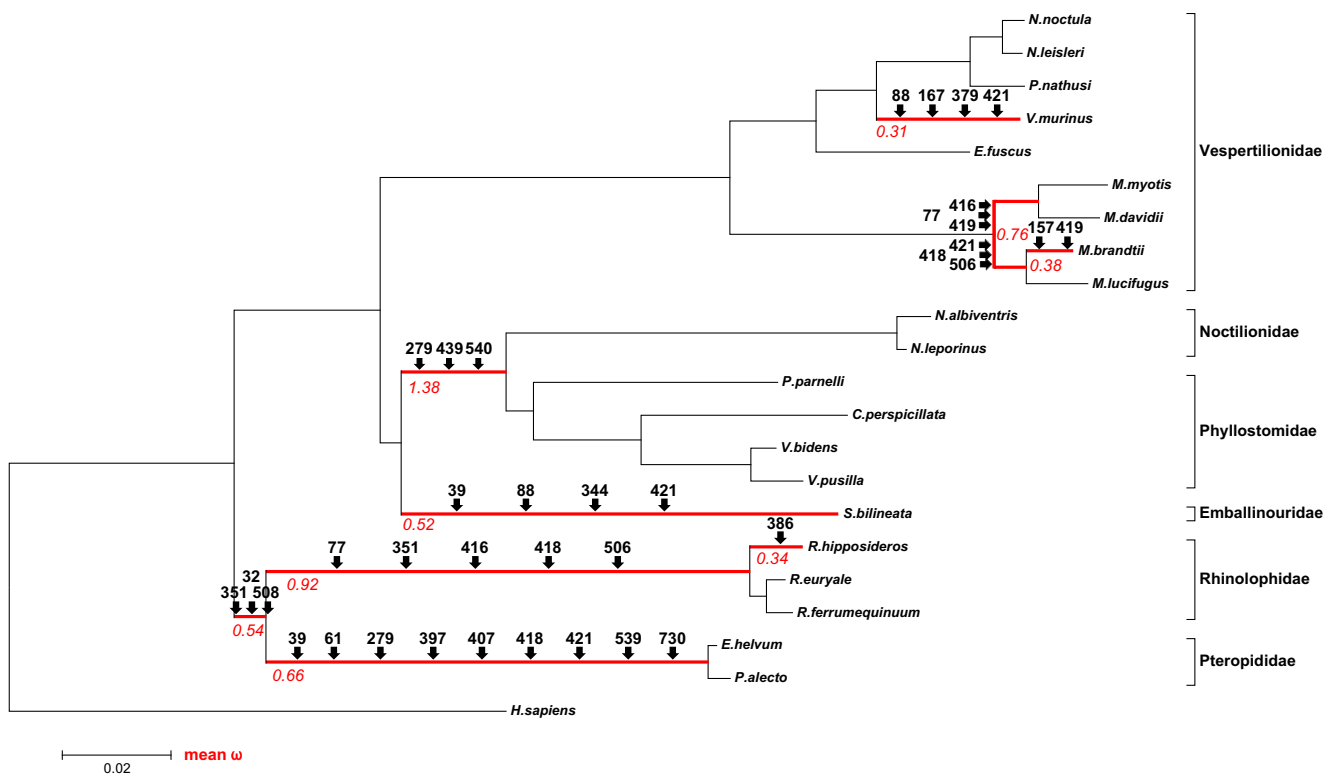 N.noctula
N.leisleri
P.nathusi
88 167 379 421
V.murinus
0.31
E.fuscus
Vespertilionidae
M.myotis
416
77
419
M.davidii
0.76
157 419
421
418
506
M.brandtii
0.38
M.lucifugus
N.albiventris
Noctilionidae
279 439 540
N.leporinus
1.38
P.parnelli
C.perspicillata
Phyllostomidae
V.bidens
V.pusilla
39 88 344 421
S.bilineata
Emballinouridae
0.52
386
R.hipposideros
77 351 416 418 506
0.34
Rhinolophidae
0.92
R.euryale
32
351 508
R.ferrumequinuum
0.54
39 61 279 397 407 418 421 539 730
E.helvum
Pteropididae
0.66
P.alecto
H.sapiens
mean ω
0.02